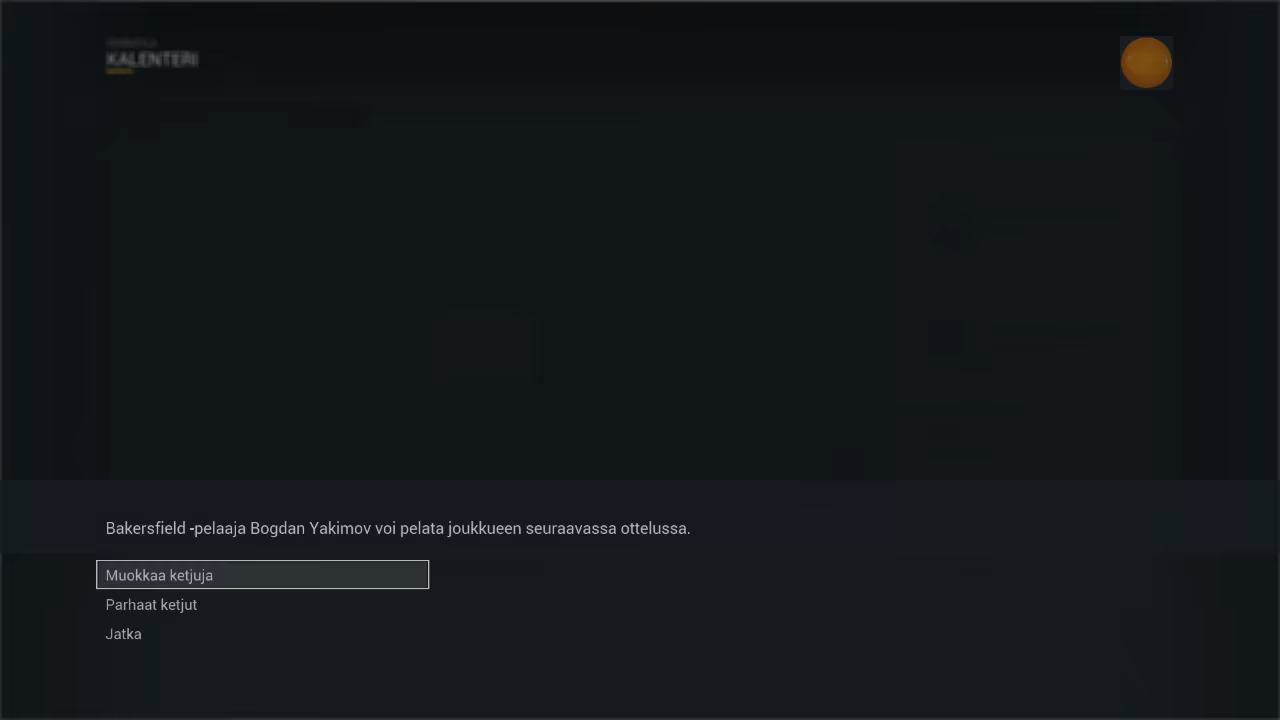 KALENTERI
Bakersfield -pelaaja Bogdan Yakimov voi pelata joukkueen seuraavassa ottelussa.
Muokkaa ketjuja
Parhaat ketjut
Jatka